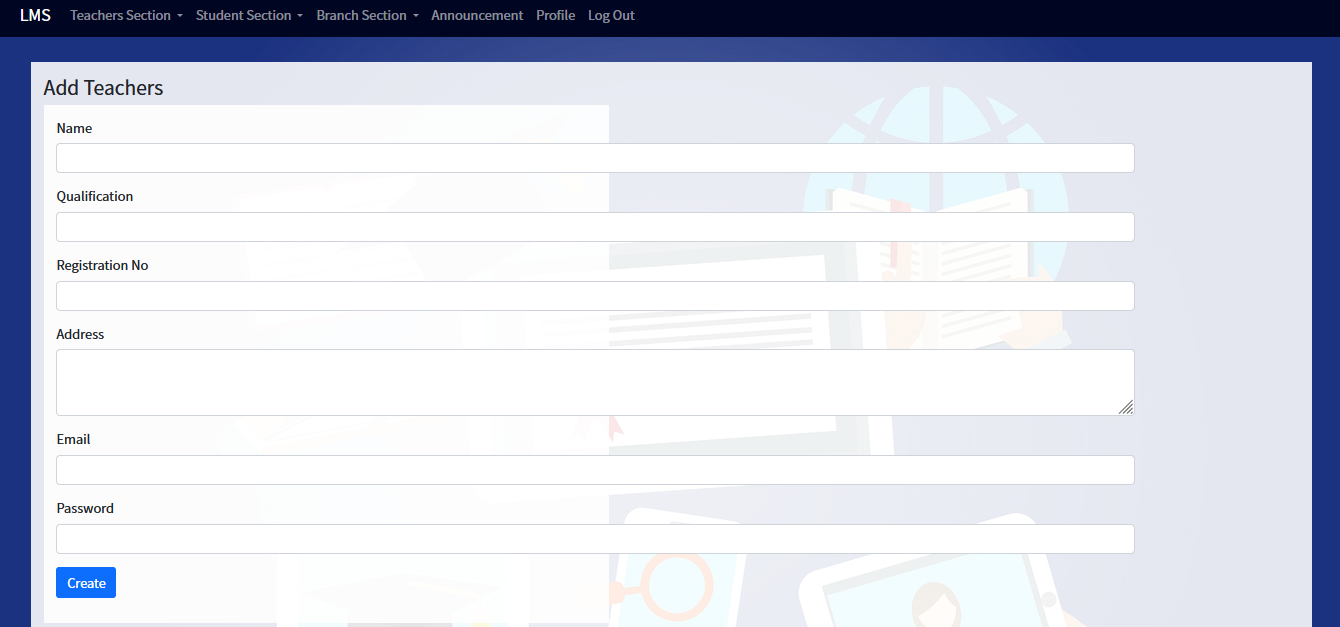 LMS Teachers Section Student Section Branch Section Announcement Profile Log Out
Add Teachers
Name
Qualification
Registration No
Address
Email
Password
Create